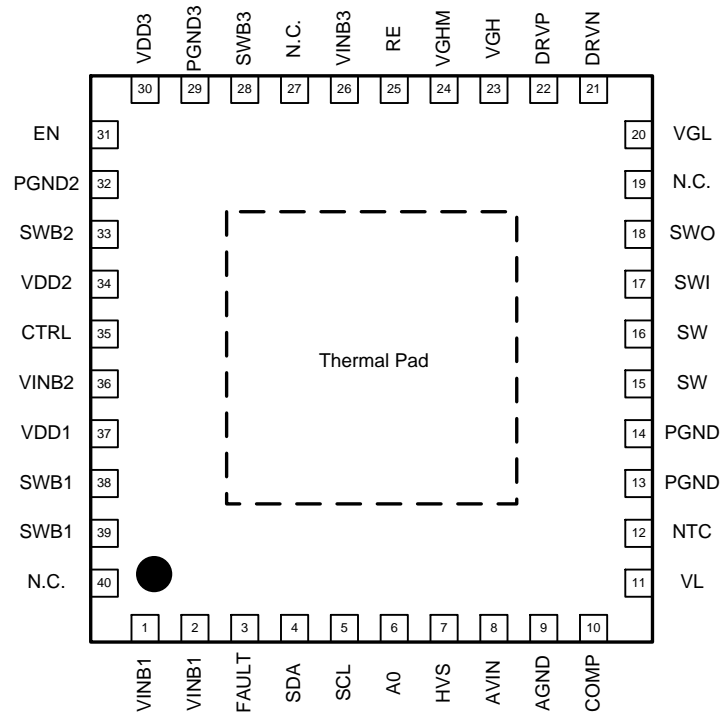 VDD3 PGND3 SWB3 N.C. VINB3 RE VGHM VGH DRVP DRVN
30 29 28 27 26 25 24 23 22 21
EN 31 20 VGL
PGND2 32 19 N.C.
SWB2 33 18 SWO
VDD2 34 17 SWI
CTRL 35 16 SW
Thermal Pad
VINB2 36 15 SW
VDD1 37 14 PGND
SWB1 38 13 PGND
SWB1 39 12 NTC
N.C. 40 11 VL
1 2 3 4 5 6 7 8 9 10
VINB1 VINB1 FAULT SDA SCL A0 HVS AVIN AGND COMP